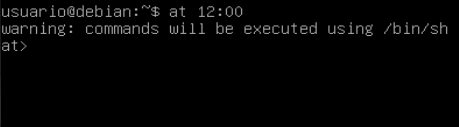 usuario@debian:~$ at 12:00
warning: commands will be executed using /bin/sh
at>